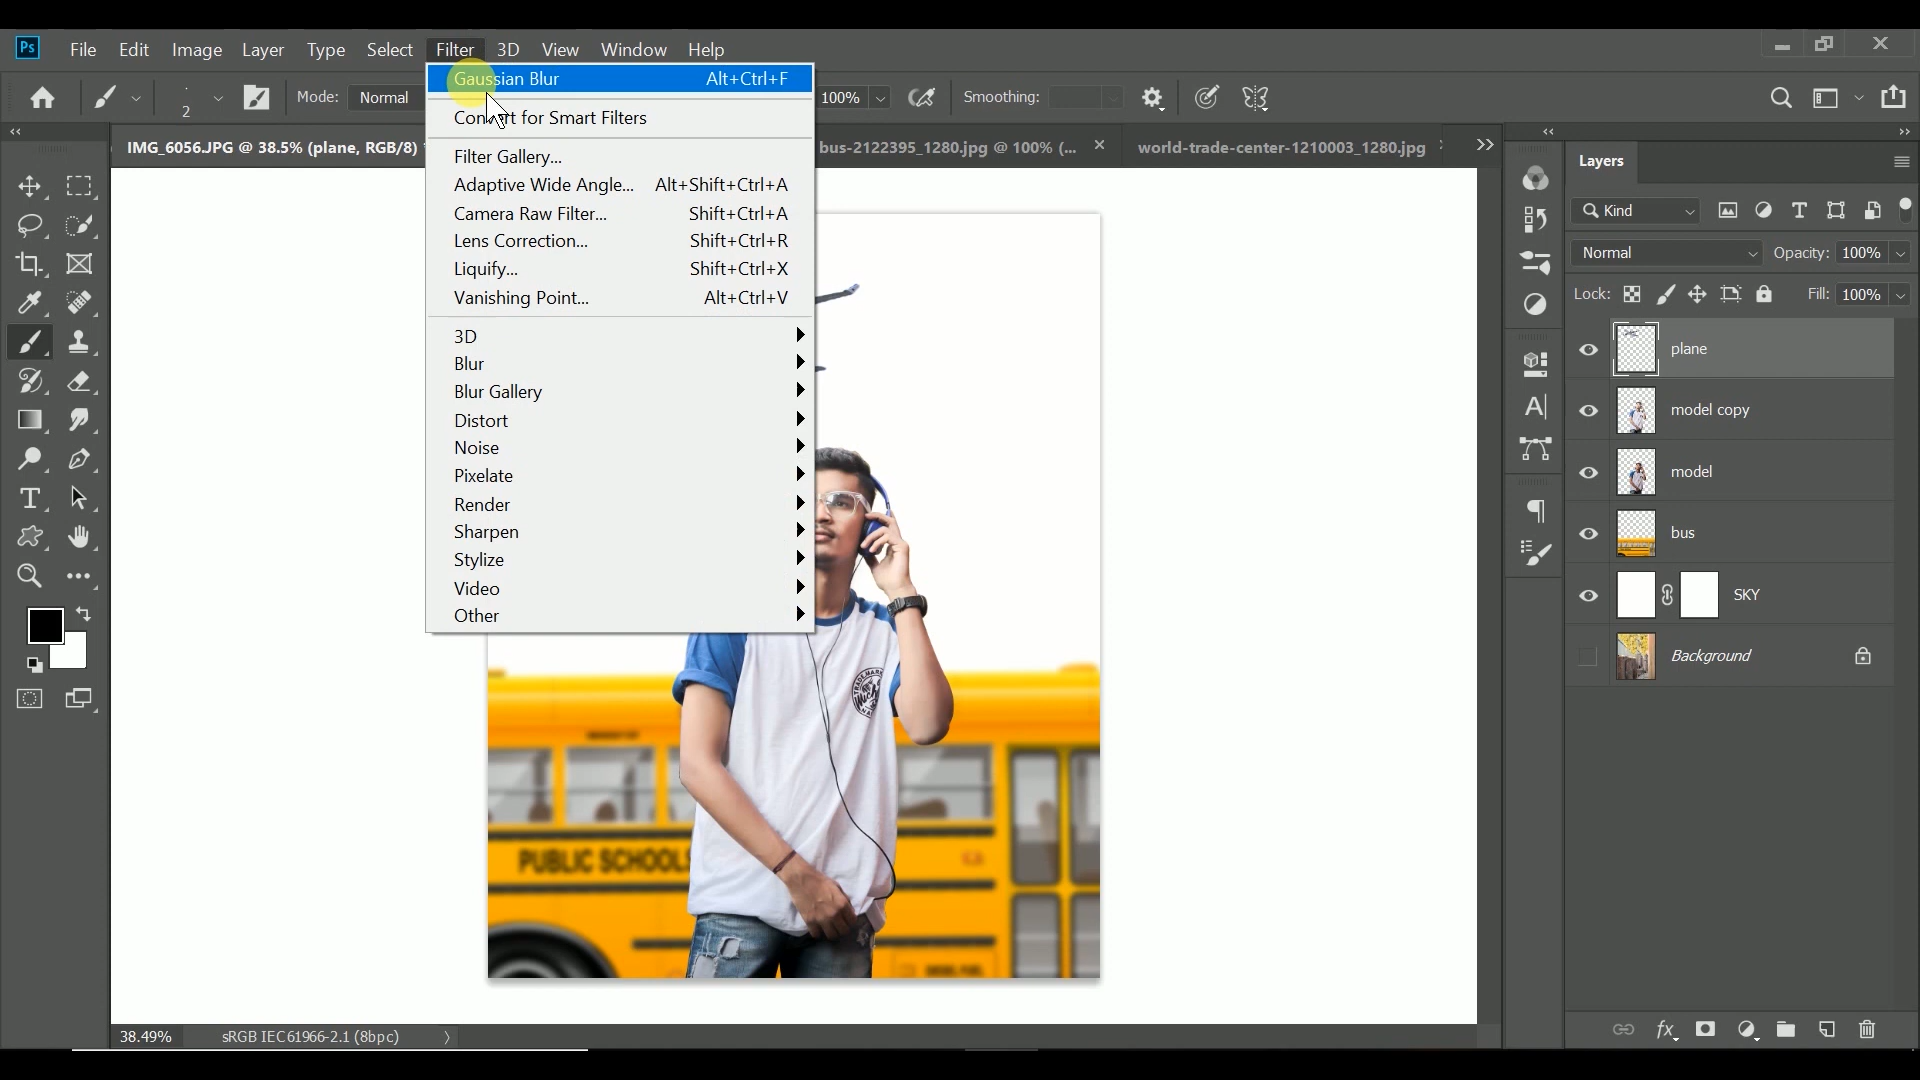 Ps File Edit Image Layer Type Select Filter 3D View Window Help
2 Mode: Normal 100% Smoothing:
IMG_6056.JPG @ 38.5% (plane, RGB/8) bus-2122395_1280.jpg @ 100% (... world-trade-center-1210003_1280.jpg
Gaussian Blur Alt+Ctrl+F
Convert for Smart Filters
Filter Gallery...
Adaptive Wide Angle... Alt+Shift+Ctrl+A
Camera Raw Filter... Shift+Ctrl+A
Lens Correction... Shift+Ctrl+R
Liquify... Shift+Ctrl+X
Vanishing Point... Alt+Ctrl+V
3D
Blur
Blur Gallery
Distort
Noise
Pixelate
Render
Sharpen
Stylize
Video
Other
Layers
Kind
Normal Opacity: 100%
Lock: Fill: 100%
plane
model copy
model
bus
SKY
Background
TRADEMARK
PUBLIC SCHOOLS
DIESEL FUEL
38.49% sRGB IEC61966-2.1 (8bpc)